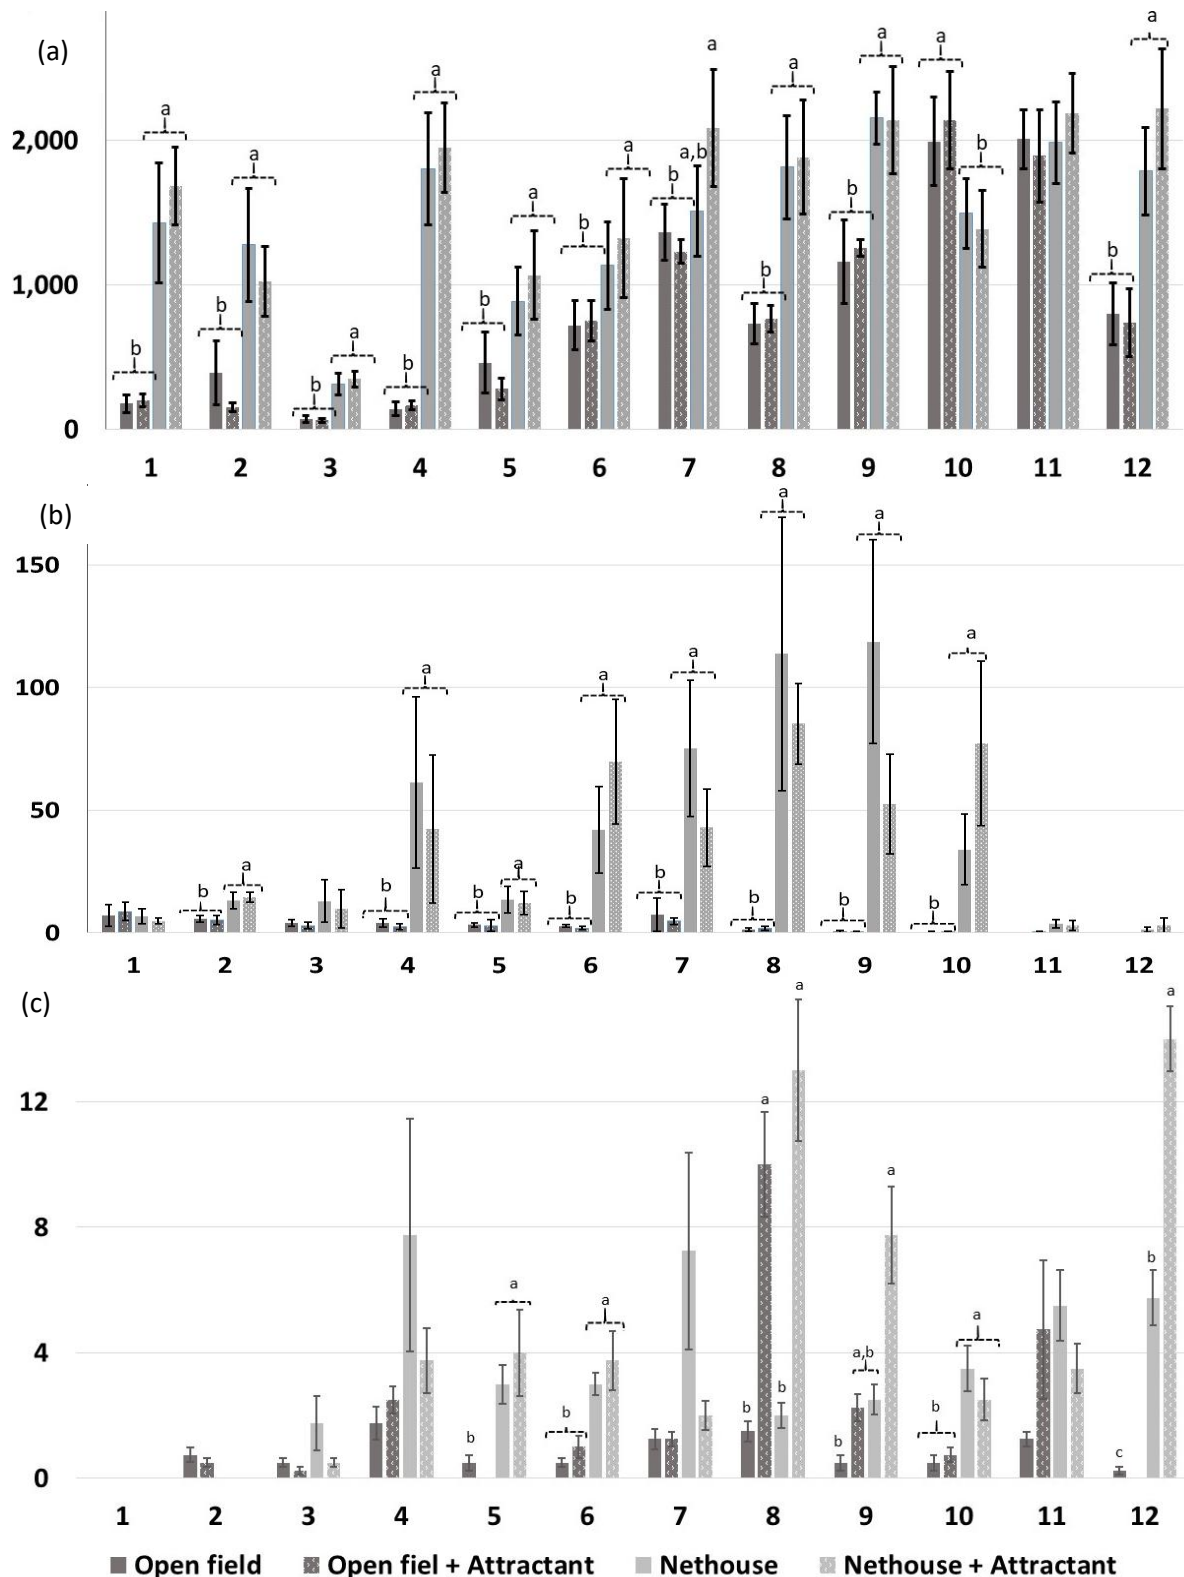 (a)
a a a a a a a a a a
a
a,b
b b b b b b b b b b b
2,000
1,000
0
1 2 3 4 5 6 7 8 9 10 11 12
(b)
a a a a a a a a
b b b b b b b b
150
100
50
0
1 2 3 4 5 6 7 8 9 10 11 12
(c)
a a a a a a a
a,b
b b b b b b b
c
12
8
4
0
1 2 3 4 5 6 7 8 9 10 11 12
Open field Open fiel + Attractant Nethouse Nethouse + Attractant